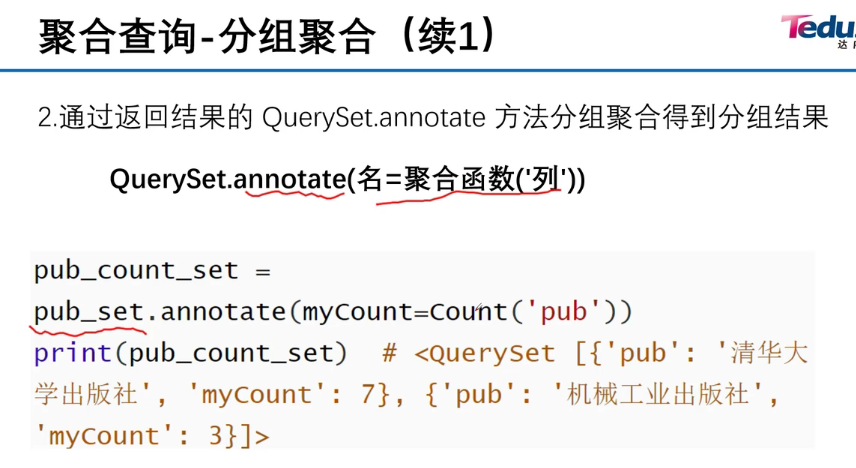 聚合查询-分组聚合（续1）
Tedu
达
2.通过返回结果的 QuerySet.annotate 方法分组聚合得到分组结果
QuerySet.annotate(名=聚合函数('列'))
pub_count_set =
pub_set.annotate(myCount=Count('pub'))
print(pub_count_set)  # <QuerySet [{'pub': '清华大
学出版社', 'myCount': 7}, {'pub': '机械工业出版社',
'myCount': 3}]>